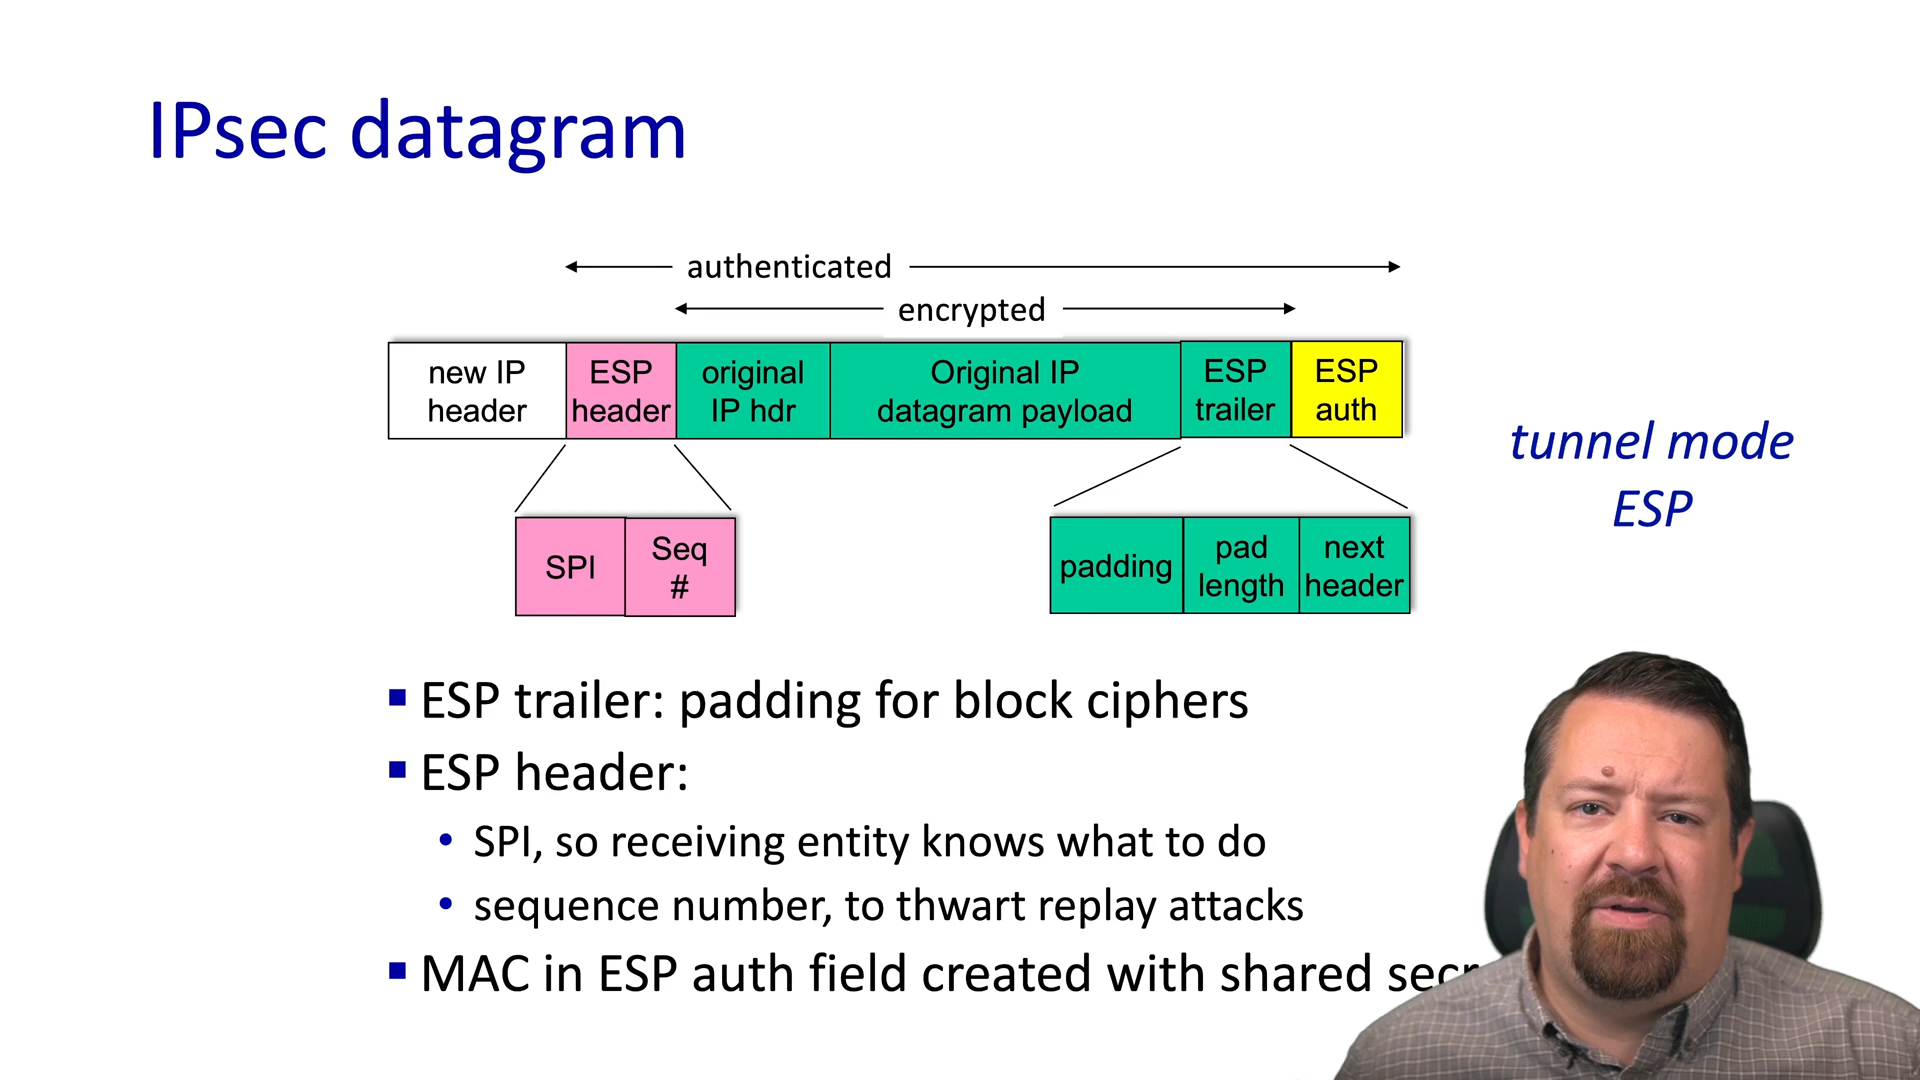 IPsec datagram
authenticated
encrypted
new IP
header
ESP
header
original
IP hdr
Original IP
datagram payload
ESP
trailer
ESP
auth
tunnel mode
ESP
SPI
Seq
#
padding
pad
length
next
header
ESP trailer: padding for block ciphers
ESP header:
SPI, so receiving entity knows what to do
sequence number, to thwart replay attacks
MAC in ESP auth field created with shared